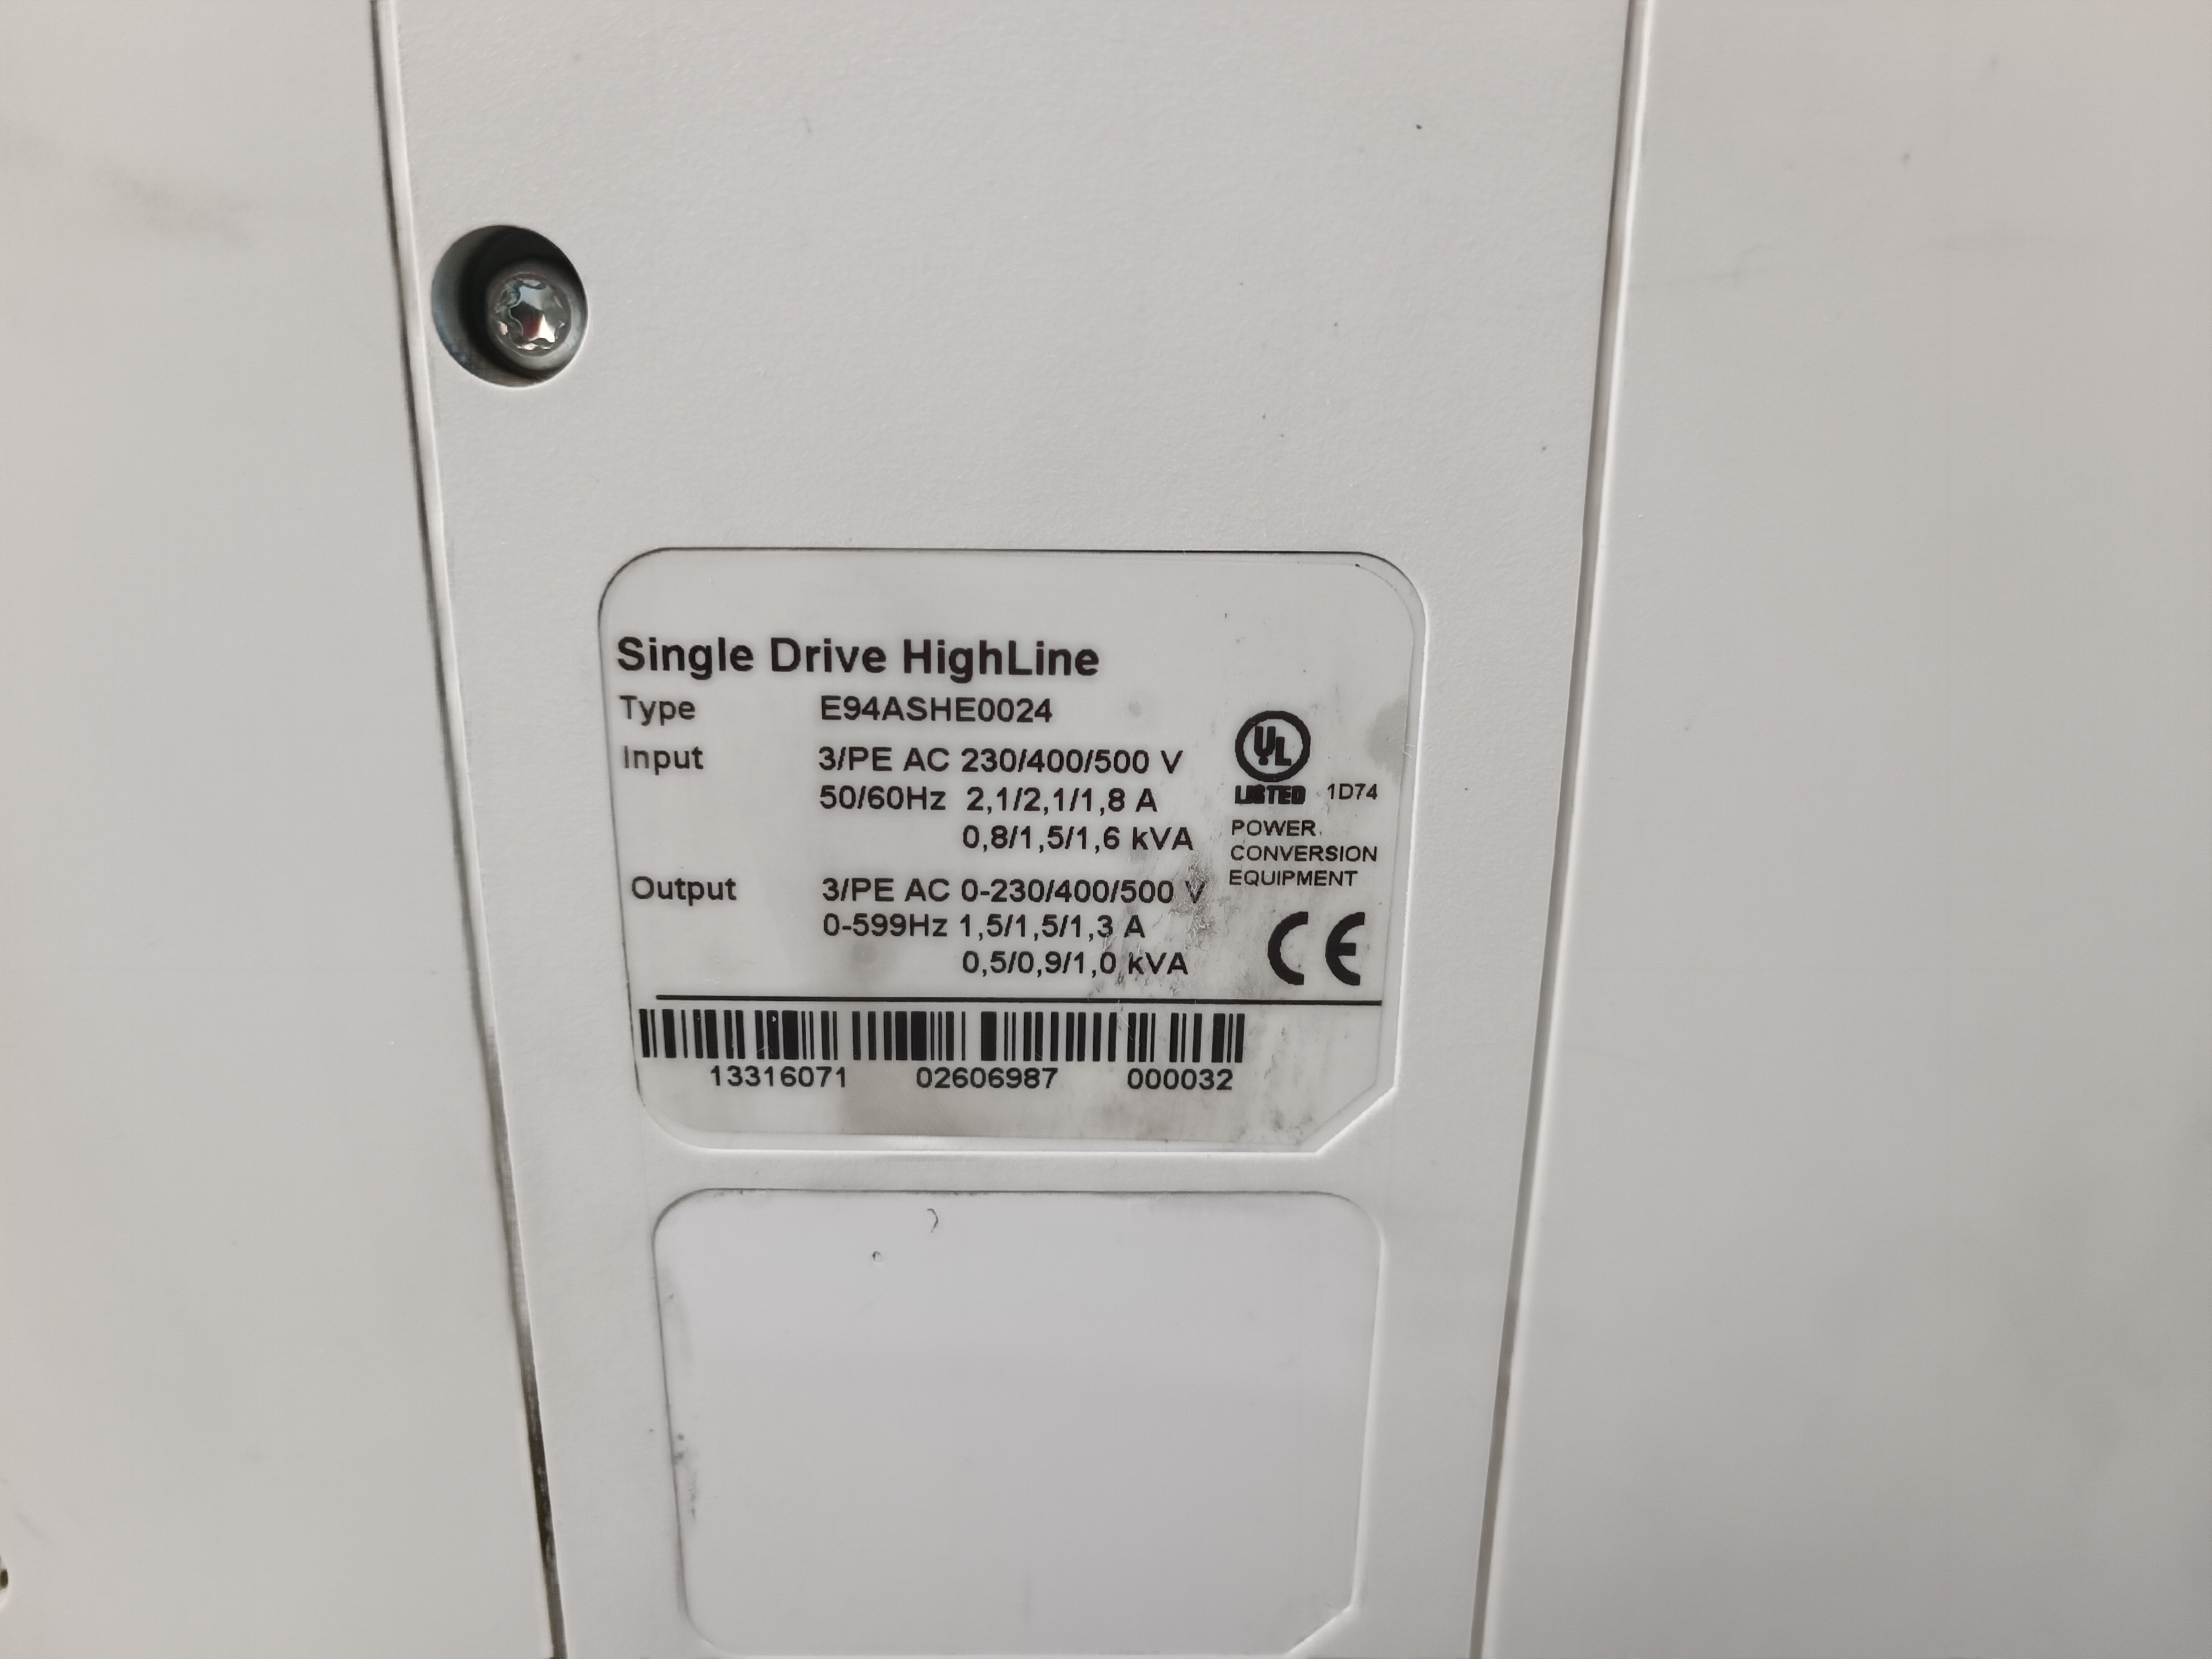 Single Drive HighLine
Type E94ASHE0024
Input 3/PE AC 230/400/500 V
50/60Hz 2,1/2,1/1,8 A
0,8/1,5/1,6 kVA
Output 3/PE AC 0-230/400/500 V
0-599Hz 1,5/1,5/1,3 A
0,5/0,9/1,0 kVA
UL
LISTED 1D74
POWER
CONVERSION
EQUIPMENT
CE
13316071 02606987 000032